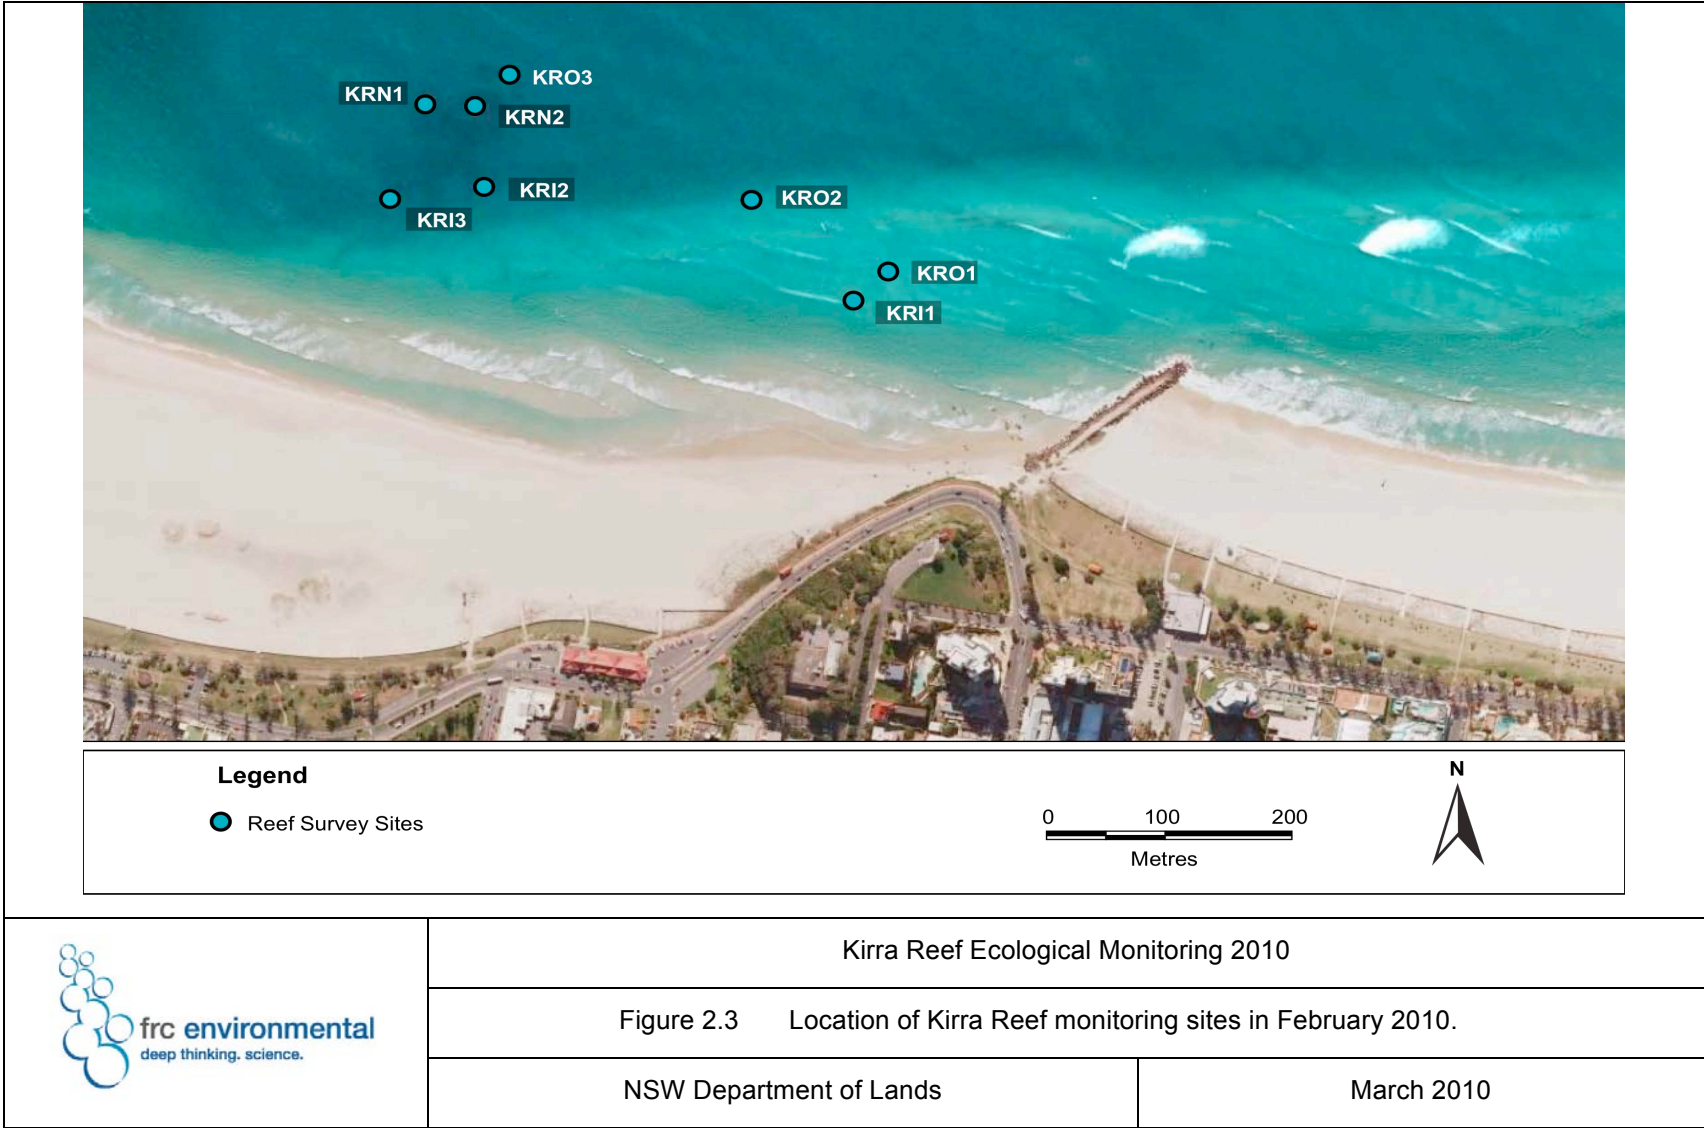 KRO3
KRN1
KRN2
KRI2
KRI3
KRO2
KRO1
KRI1
Legend
Reef Survey Sites
0 100 200
Metres
N
Kirra Reef Ecological Monitoring 2010
frc environmental
deep thinking. science.
Figure 2.3 Location of Kirra Reef monitoring sites in February 2010.
NSW Department of Lands
March 2010